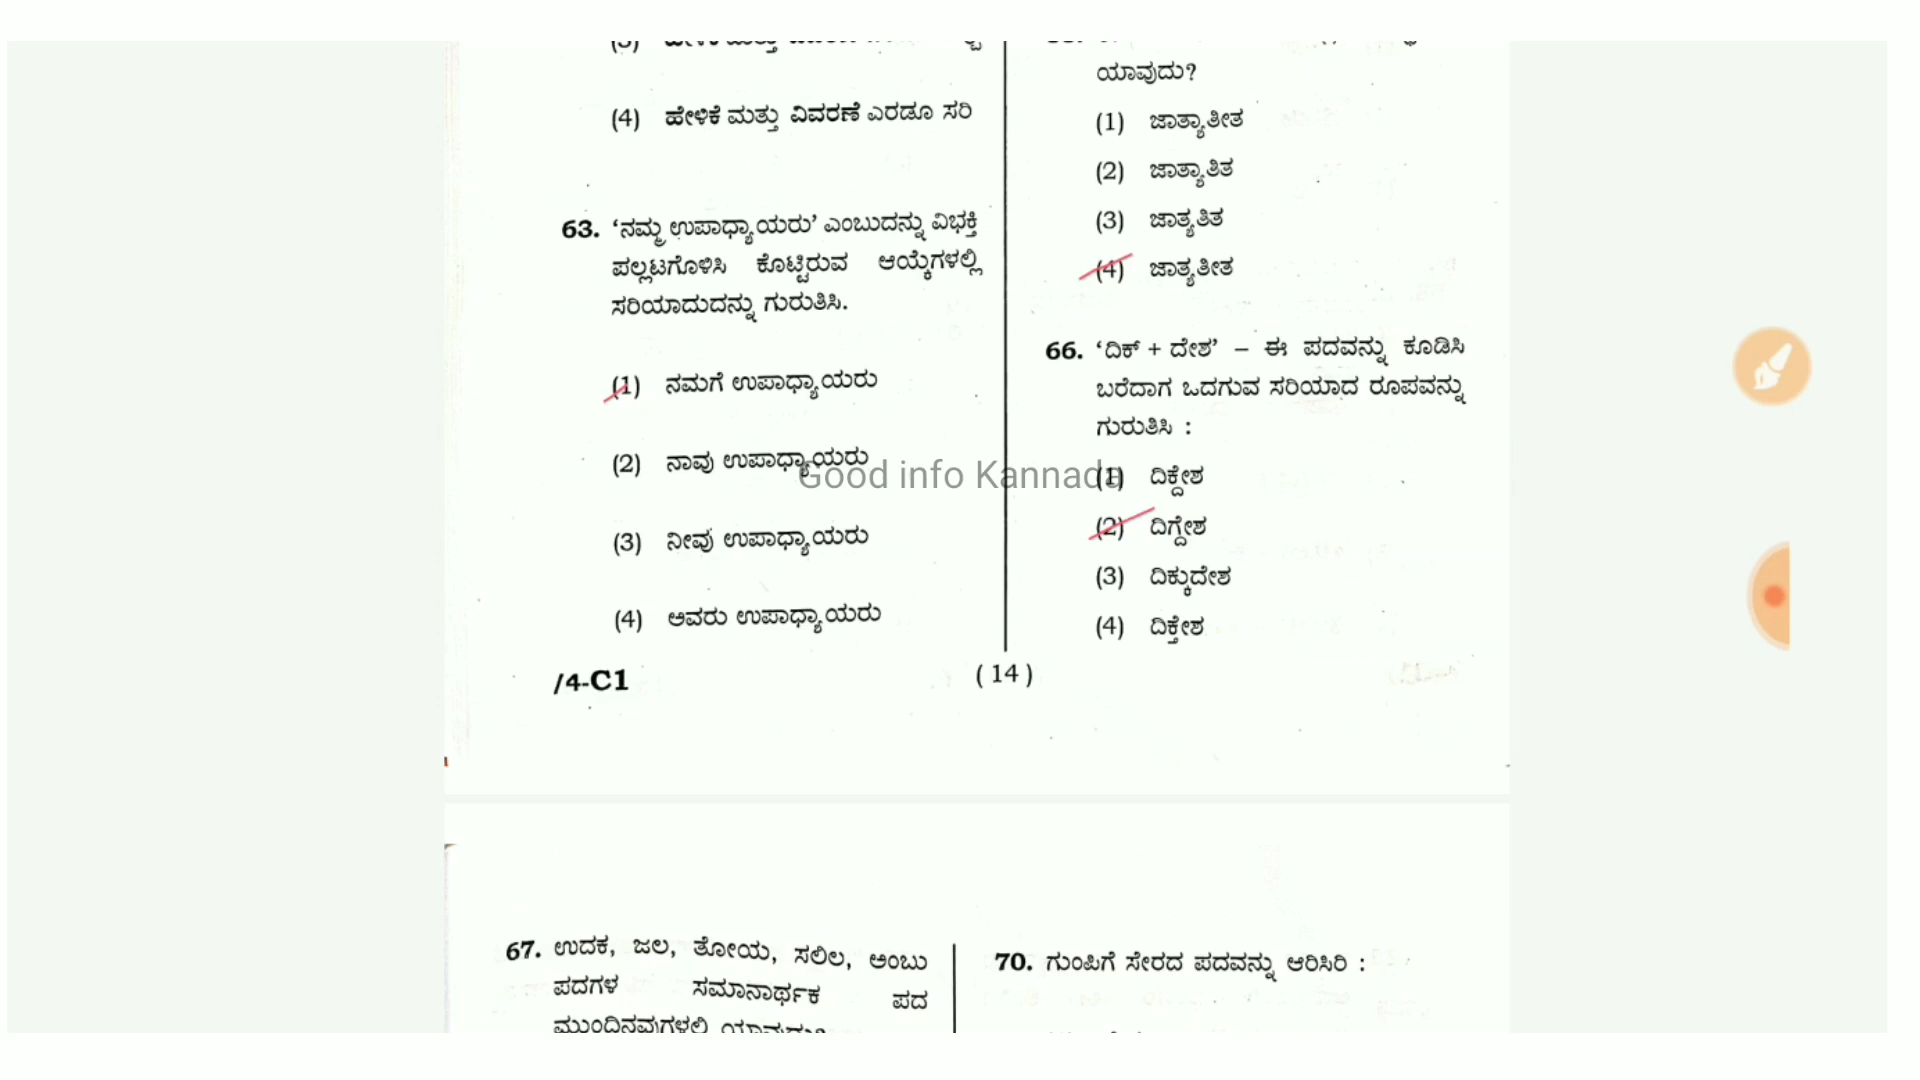 (4) ಹೇಳಿಕೆ ಮತ್ತು ವಿವರಣೆ ಎರಡೂ ಸರಿ
63. ‘ನಮ್ಮ ಉಪಾಧ್ಯಾಯರು’ ಎಂಬುದನ್ನು ವಿಭಕ್ತಿ
ಪಲ್ಲಟಗೊಳಿಸಿ ಕೊಟ್ಟಿರುವ ಆಯ್ಕೆಗಳಲ್ಲಿ
ಸರಿಯಾದುದನ್ನು ಗುರುತಿಸಿ.
(1) ನಮಗೆ ಉಪಾಧ್ಯಾಯರು
(2) ನಾವು ಉಪಾಧ್ಯಾಯರು
(3) ನೀವು ಉಪಾಧ್ಯಾಯರು
(4) ಅವರು ಉಪಾಧ್ಯಾಯರು
ಯಾವುದು?
(1) ಜಾತ್ಯಾತೀತ
(2) ಜಾತ್ಯಾತಿತ
(3) ಜಾತ್ಯತಿತ
(4) ಜಾತ್ಯತೀತ
66. ‘ದಿಕ್ + ದೇಶ’ – ಈ ಪದವನ್ನು ಕೂಡಿಸಿ
ಬರೆದಾಗ ಒದಗುವ ಸರಿಯಾದ ರೂಪವನ್ನು
ಗುರುತಿಸಿ :
(1) ದಿಕ್ದೇಶ
(2) ದಿಗ್ದೇಶ
(3) ದಿಕ್ಕುದೇಶ
(4) ದಿಕ್ತೇಶ
Good info Kannada
/4-C1
( 14 )
67. ಉದಕ, ಜಲ, ತೋಯ, ಸಲಿಲ, ಅಂಬು
ಪದಗಳ ಸಮಾನಾರ್ಥಕ ಪದ
ಮುಂದಿನವುಗಳಲ್ಲಿ ಯಾವುದು?
70. ಗುಂಪಿಗೆ ಸೇರದ ಪದವನ್ನು ಆರಿಸಿರಿ :